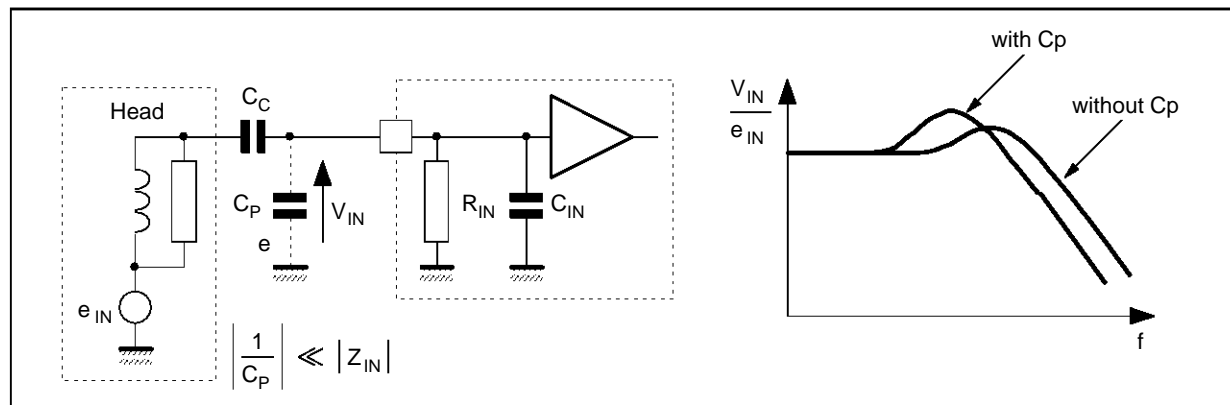 Head
C_C
C_P
e
V_IN
R_IN
C_IN
e_IN
|1/C_P| ≪ |Z_IN|
V_IN/e_IN
with Cp
without Cp
f